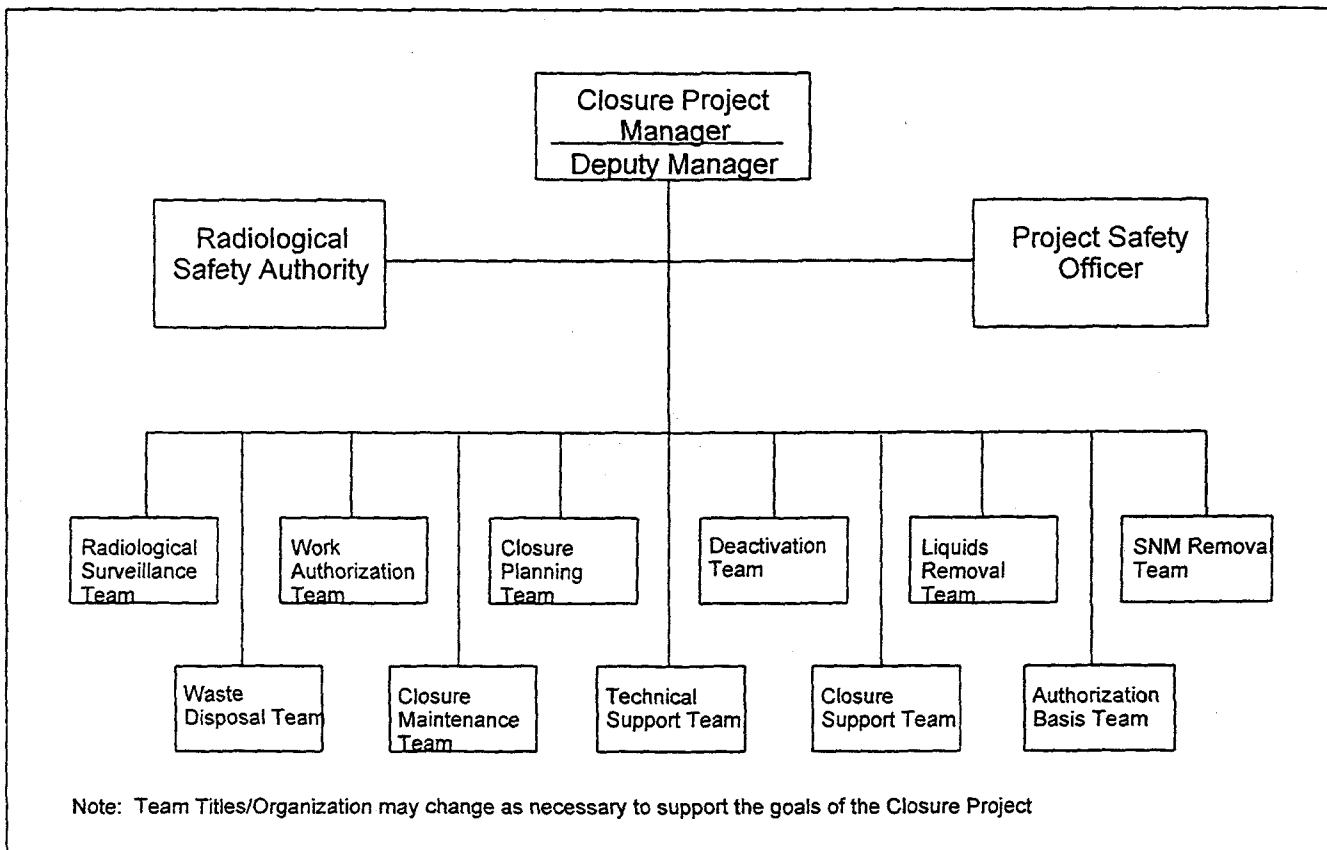 Closure Project
Manager
Deputy Manager
Radiological
Safety Authority
Project Safety
Officer
Radiological
Surveillance
Team
Work
Authorization
Team
Closure
Planning
Team
Deactivation
Team
Liquids
Removal
Team
SNM Removal
Team
Waste
Disposal Team
Closure
Maintenance
Team
Technical
Support Team
Closure
Support Team
Authorization
Basis Team
Note: Team Titles/Organization may change as necessary to support the goals of the Closure Project